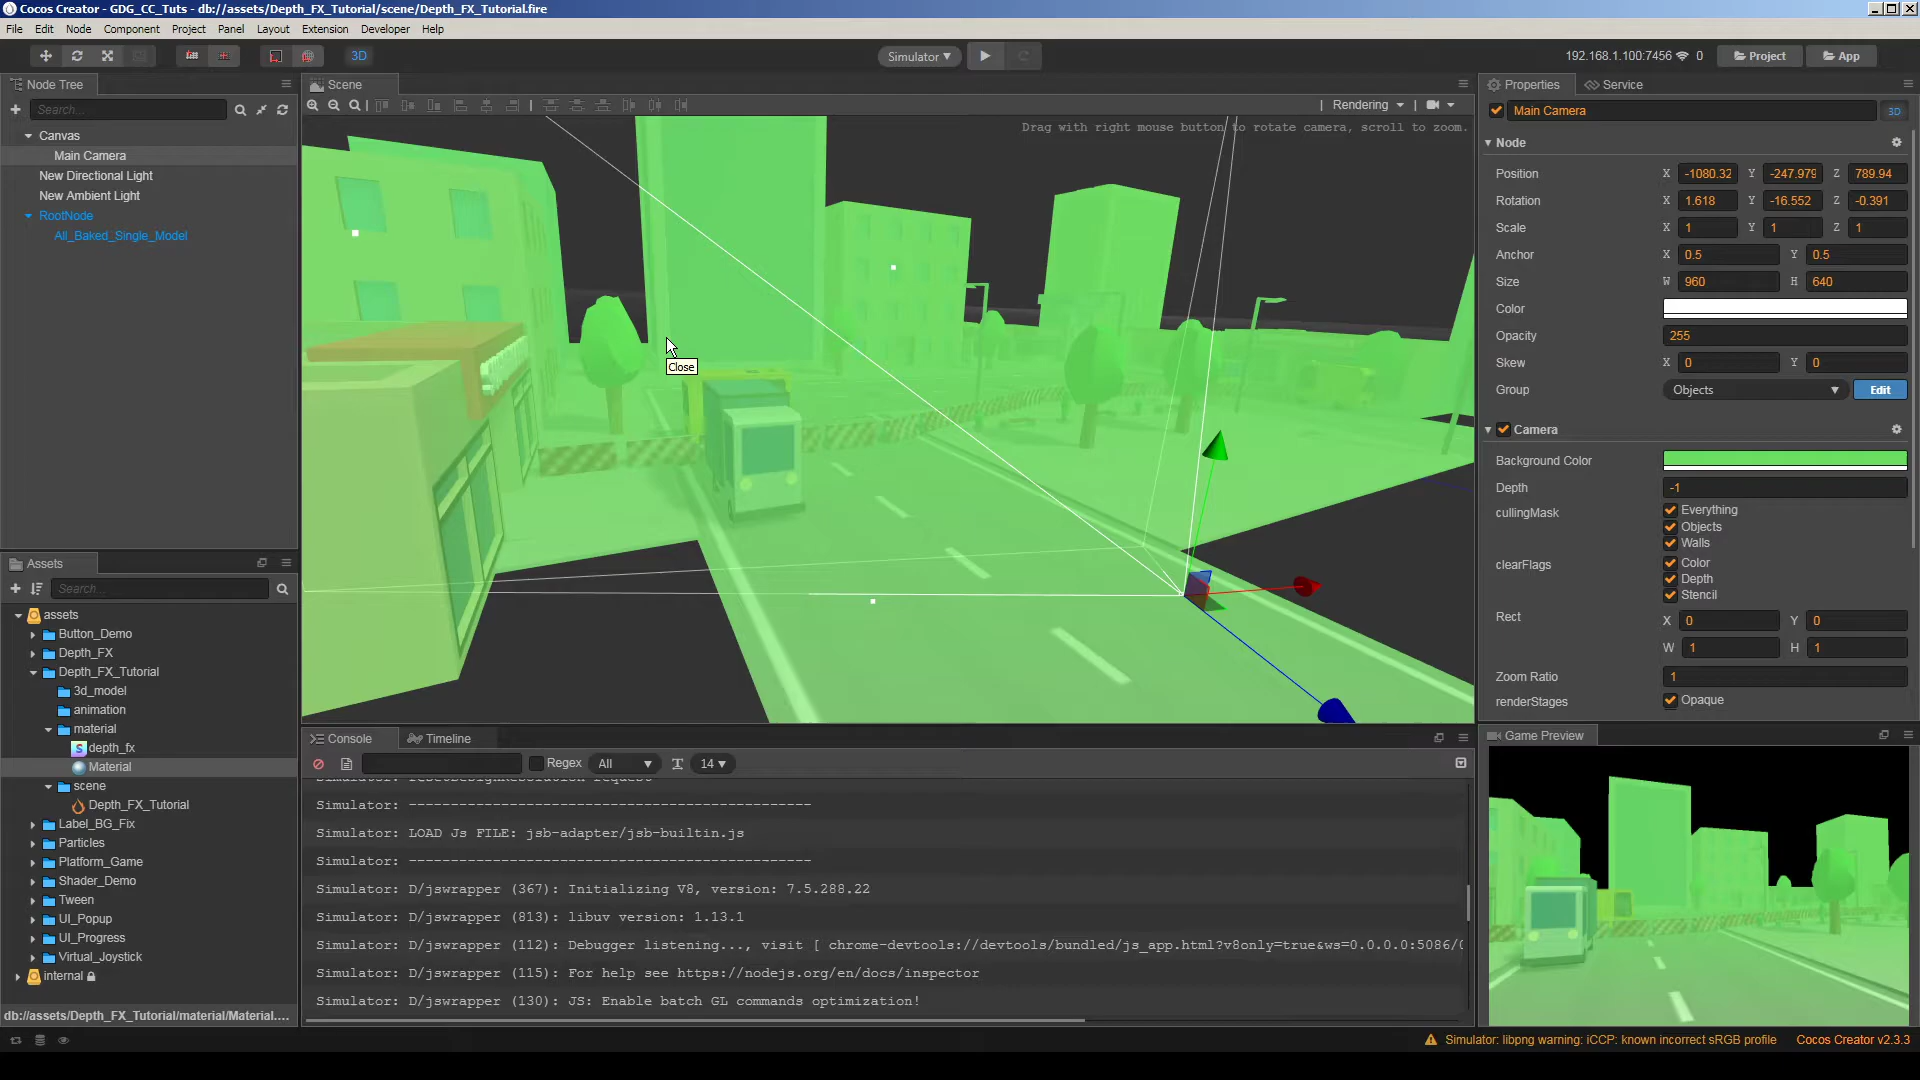 Cocos Creator - GDG_CC_Tuts - db://assets/Depth_FX_Tutorial/scene/Depth_FX_Tutorial.fire
File Edit Node Component Project Panel Layout Extension Developer Help
3D Simulator 192.168.1.100:7456 0 Project App
Node Tree
Search...
Canvas
Main Camera
New Directional Light
New Ambient Light
RootNode
All_Baked_Single_Model
Scene
Rendering
Drag with right mouse button to rotate camera, scroll to zoom.
Close
Properties Service
Main Camera 3D
Node
Position X -1080.32 Y -247.979 Z 789.94
Rotation X 1.618 Y -16.552 Z -0.391
Scale X 1 Y 1 Z 1
Anchor X 0.5 Y 0.5
Size W 960 H 640
Color
Opacity 255
Skew X 0 Y 0
Group Objects Edit
Camera
Background Color
Depth -1
cullingMask Everything
Objects
Walls
clearFlags Color
Depth
Stencil
Rect X 0 Y 0
W 1 H 1
Zoom Ratio 1
renderStages Opaque
Assets
Search...
assets
Button_Demo
Depth_FX
Depth_FX_Tutorial
3d_model
animation
material
depth_fx
Material
scene
Depth_FX_Tutorial
Label_BG_Fix
Particles
Platform_Game
Shader_Demo
Tween
UI_Popup
UI_Progress
Virtual_Joystick
internal
db://assets/Depth_FX_Tutorial/material/Material....
Console Timeline
Regex All 14
Simulator: ------------------------------------------------
Simulator: LOAD Js FILE: jsb-adapter/jsb-builtin.js
Simulator: ------------------------------------------------
Simulator: D/jswrapper (367): Initializing V8, version: 7.5.288.22
Simulator: D/jswrapper (813): libuv version: 1.13.1
Simulator: D/jswrapper (112): Debugger listening..., visit [ chrome-devtools://devtools/bundled/js_app.html?v8only=true&ws=0.0.0.0:5086/0
Simulator: D/jswrapper (115): For help see https://nodejs.org/en/docs/inspector
Simulator: D/jswrapper (130): JS: Enable batch GL commands optimization!
Game Preview
Simulator: libpng warning: iCCP: known incorrect sRGB profile Cocos Creator v2.3.3